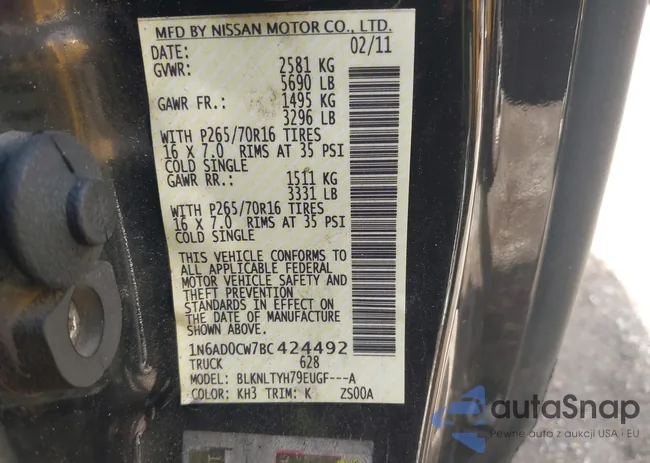 MFD BY NISSAN MOTOR CO., LTD.
DATE: 02/11
GVWR: 2581 KG
5690 LB
GAWR FR.: 1495 KG
3296 LB
WITH P265/70R16 TIRES
16 X 7.0 RIMS AT 35 PSI
COLD SINGLE
GAWR RR.: 1511 KG
3331 LB
WITH P265/70R16 TIRES
16 X 7.0 RIMS AT 35 PSI
COLD SINGLE
THIS VEHICLE CONFORMS TO
ALL APPLICABLE FEDERAL
MOTOR VEHICLE SAFETY AND
THEFT PREVENTION
STANDARDS IN EFFECT ON
THE DATE OF MANUFACTURE
SHOWN ABOVE.
1N6AD0CW7BC424492
TRUCK 628
MODEL: BLKNLTYH79EUGF---A
COLOR: KH3 TRIM: K ZS00A
autoSnap
Pewne auta z aukcji USA i EU